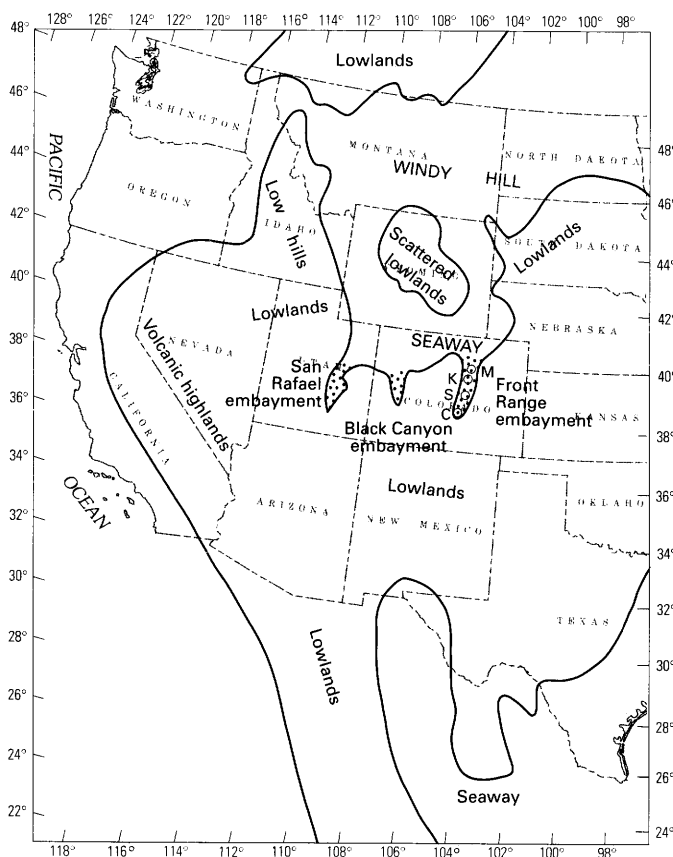 128° 126° 124° 122° 120° 118° 116° 114° 112° 110° 108° 106° 104° 102° 100° 98°
48°
46°
44°
42°
40°
38°
36°
34°
32°
30°
28°
26°
24°
22°
Lowlands
WASHINGTON
MONTANA
NORTH DAKOTA
WINDY HILL
PACIFIC
OREGON
IDAHO
Low hills
Scattered lowlands
SOUTH DAKOTA
Lowlands
Lowlands
NEBRASKA
SEAWAY
NEVADA
Volcanic highlands
CALIFORNIA
San
Rafael
embayment
M
K
S
C
COLORADO
Front
Range
embayment
KANSAS
Black Canyon
embayment
OCEAN
Lowlands
ARIZONA
NEW MEXICO
OKLAHO
TEXAS
Lowlands
Seaway
48°
46°
44°
42°
40°
38°
36°
34°
32°
30°
28°
26°
24°
118° 116° 114° 112° 110° 108° 106° 104° 102° 100° 98°